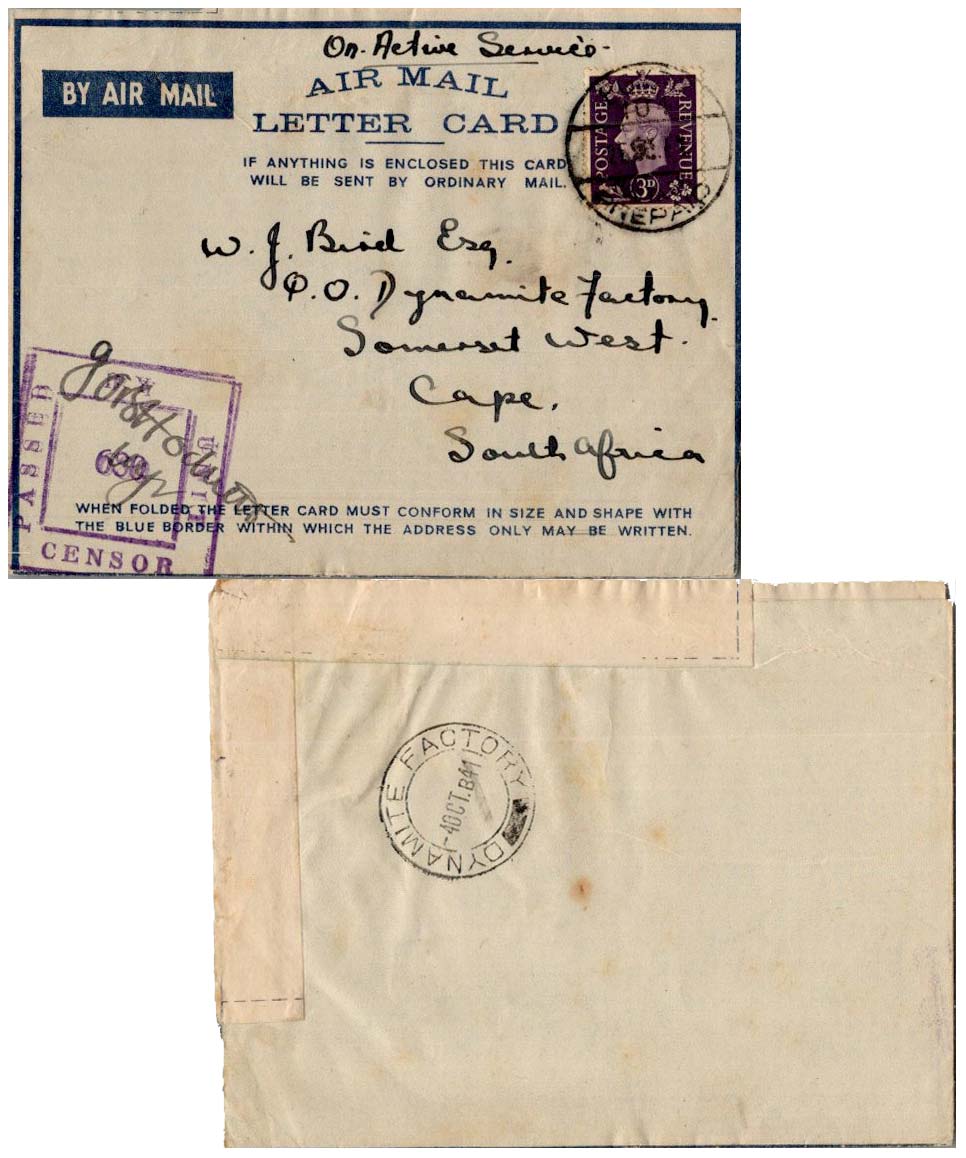 On Active Service
BY AIR MAIL
AIR MAIL
LETTER CARD
IF ANYTHING IS ENCLOSED THIS CARD
WILL BE SENT BY ORDINARY MAIL.
POSTAGE REVENUE
3D
W. J. Bird Esq.
P.O. Dynamite Factory.
Somerset West.
Cape,
South Africa
PASSED
CENSOR
WHEN FOLDED THE LETTER CARD MUST CONFORM IN SIZE AND SHAPE WITH
THE BLUE BORDER WITHIN WHICH THE ADDRESS ONLY MAY BE WRITTEN.
DYNAMITE FACTORY